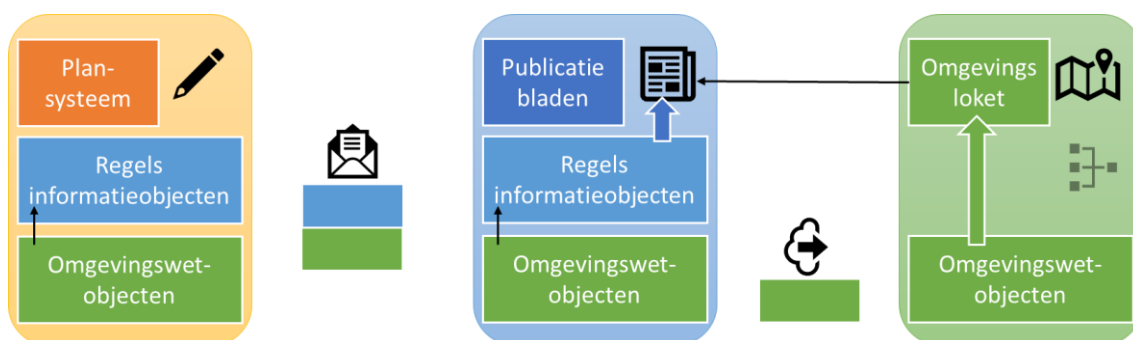 Plan-
systeem
Regels
informatieobjecten
Omgevingswet-
objecten
Publicatie
bladen
Regels
informatieobjecten
Omgevingswet-
objecten
Omgevings
loket
Omgevingswet-
objecten